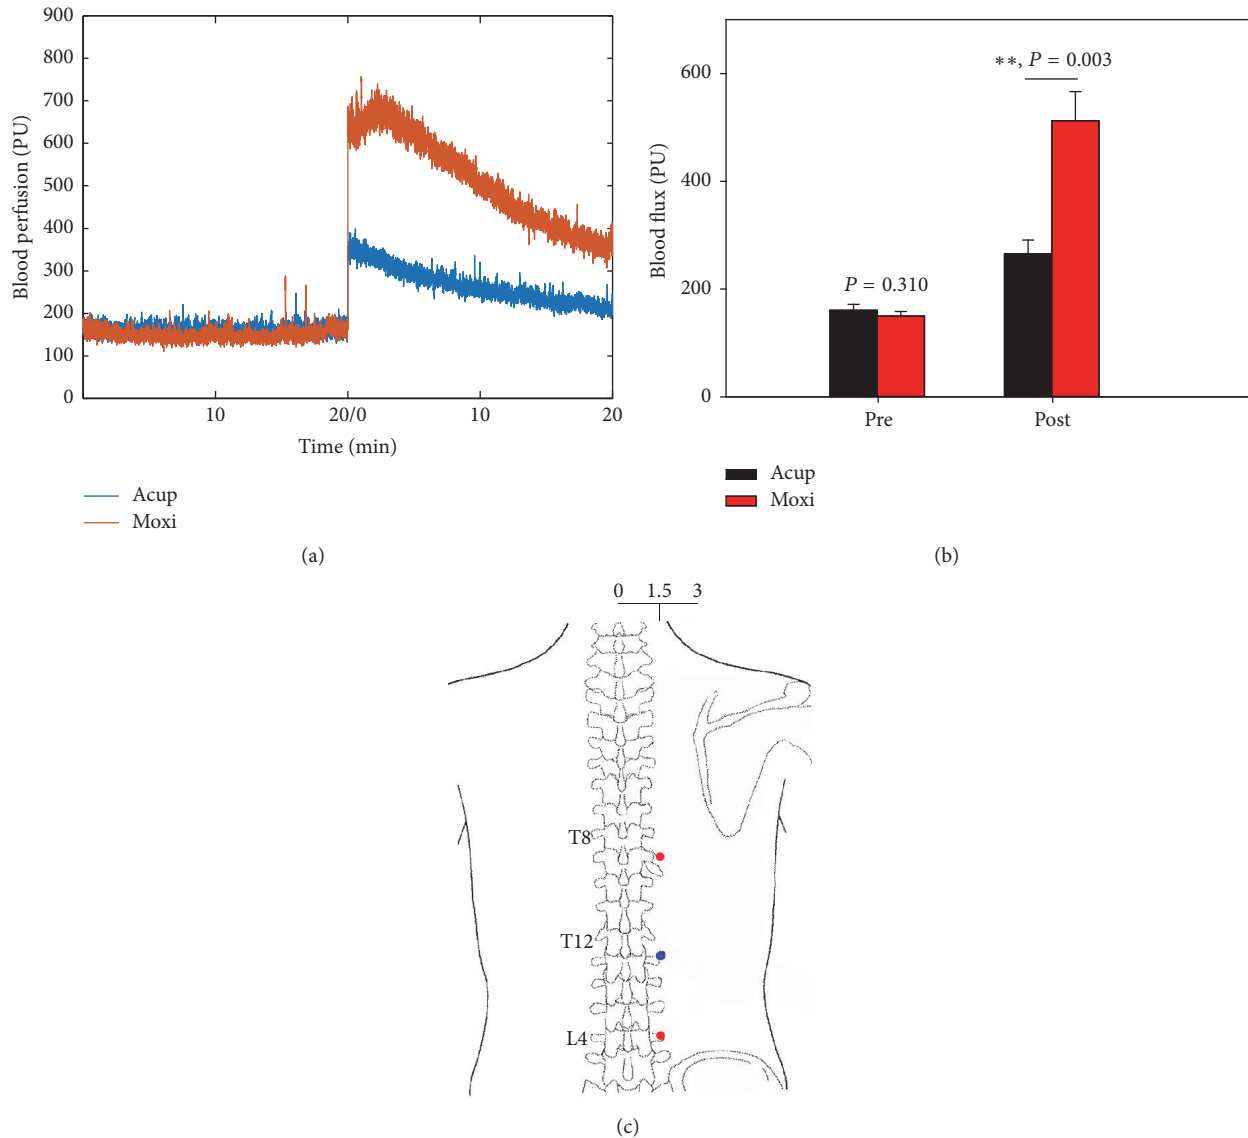 900
800
700
600
500
400
300
200
100
0
Blood perfusion (PU)
10
20/0
10
20
Time (min)
Acup
Moxi
(a)
600
400
200
0
Blood flux (PU)
**, P = 0.003
P = 0.310
Pre
Post
Acup
Moxi
(b)
0 1.5 3
T8
T12
L4
(c)